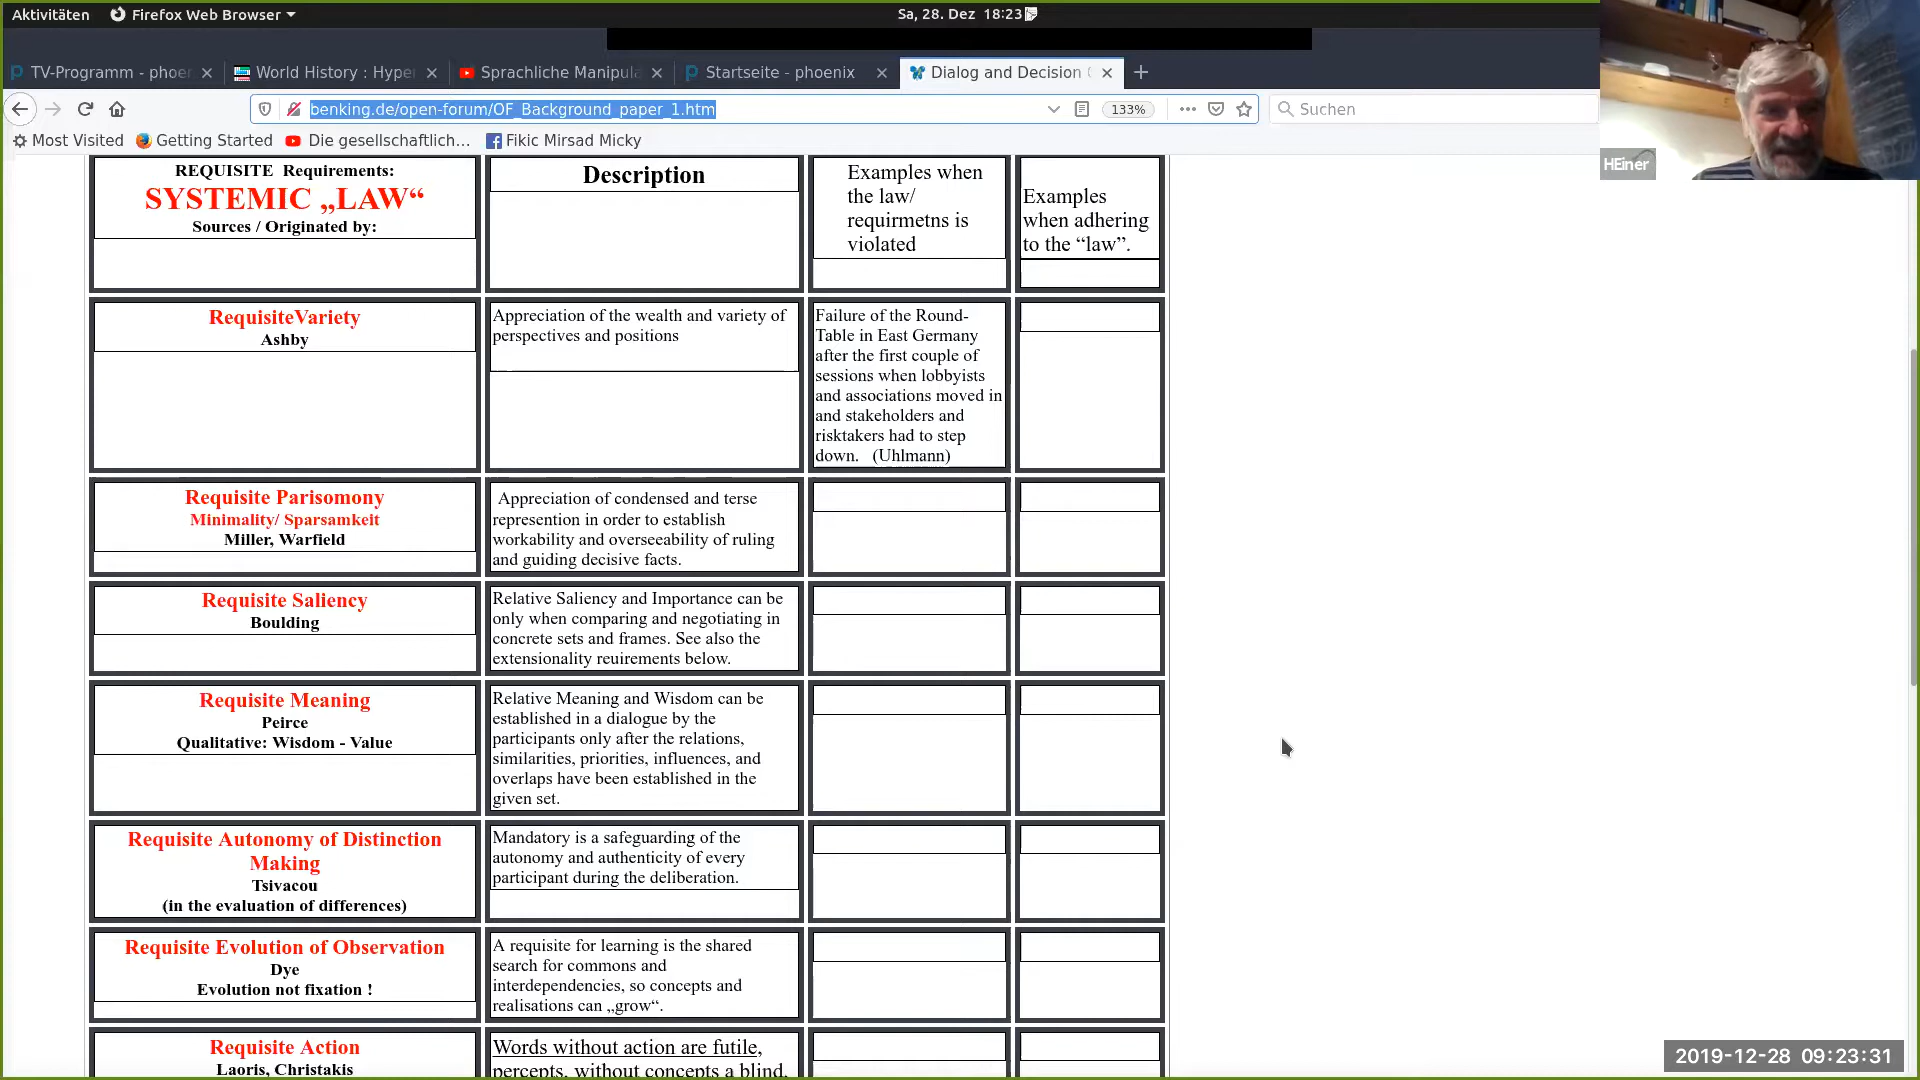 Aktivitäten
Firefox Web Browser
Sa, 28. Dez 18:23
TV-Programm - phoen
World History : Hype
Sprachliche Manipula
Startseite - phoenix
Dialog and Decision
benking.de/open-forum/OF_Background_paper_1.htm
133%
Suchen
Most Visited
Getting Started
Die gesellschaftlich...
Fikic Mirsad Micky
HEiner
REQUISITE Requirements:
SYSTEMIC „LAW“
Sources / Originated by:
Description
Examples when
the law/
requirmetns is
violated
Examples
when adhering
to the “law”.
RequisiteVariety
Ashby
Appreciation of the wealth and variety of
perspectives and positions
Failure of the Round-
Table in East Germany
after the first couple of
sessions when lobbyists
and associations moved in
and stakeholders and
risktakers had to step
down. (Uhlmann)
Requisite Parisomony
Minimality/ Sparsamkeit
Miller, Warfield
Appreciation of condensed and terse
represention in order to establish
workability and overseeability of ruling
and guiding decisive facts.
Requisite Saliency
Boulding
Relative Saliency and Importance can be
only when comparing and negotiating in
concrete sets and frames. See also the
extensionality reuirements below.
Requisite Meaning
Peirce
Qualitative: Wisdom - Value
Relative Meaning and Wisdom can be
established in a dialogue by the
participants only after the relations,
similarities, priorities, influences, and
overlaps have been established in the
given set.
Requisite Autonomy of Distinction
Making
Tsivacou
(in the evaluation of differences)
Mandatory is a safeguarding of the
autonomy and authenticity of every
participant during the deliberation.
Requisite Evolution of Observation
Dye
Evolution not fixation !
A requisite for learning is the shared
search for commons and
interdependencies, so concepts and
realisations can „grow“.
Requisite Action
Laoris, Christakis
Words without action are futile,
percepts, without concepts a blind,
2019-12-28 09:23:31